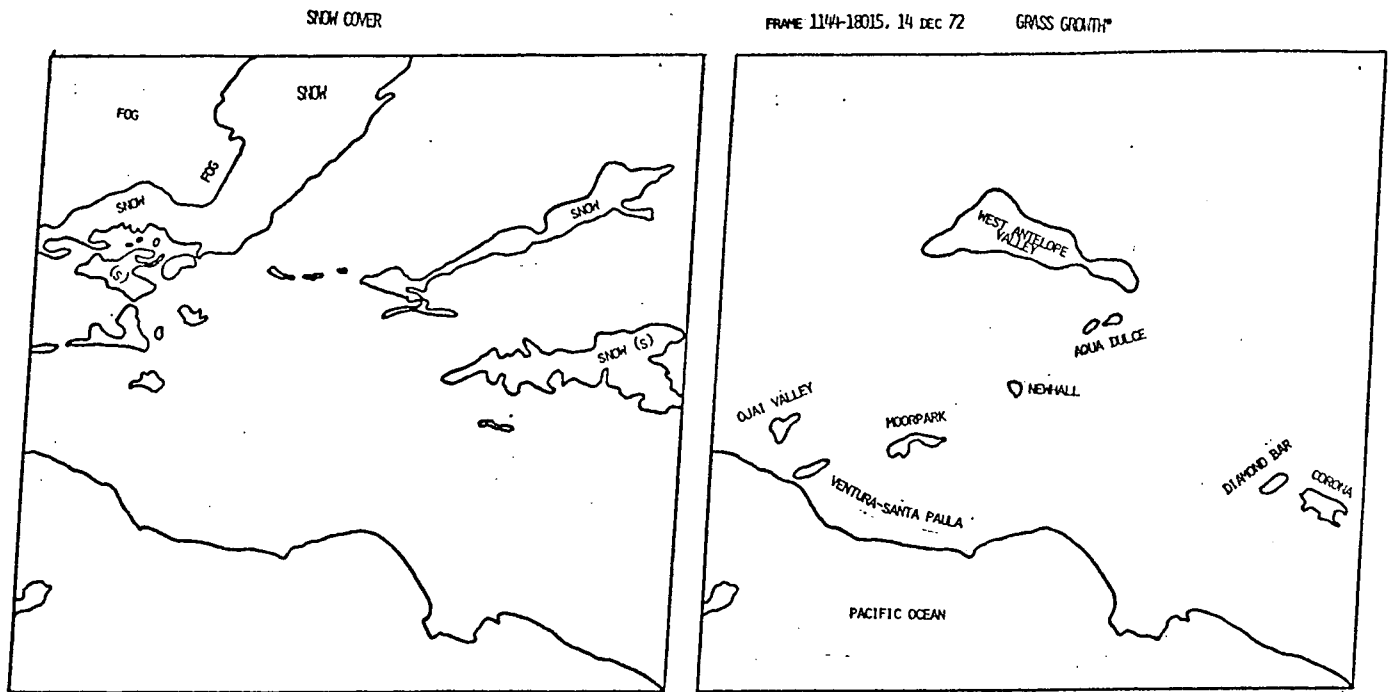 SNOW COVER
FRAME 1144-18015, 14 DEC 72 GRASS GROWTH*
FOG
SNOW
FOG
SNOW
SNOW
(S)
SNOW (S)
WEST ANTELOPE
VALLEY
AQUA DULCE
NEWHALL
OJAI VALLEY
MOORPARK
VENTURA-SANTA PAULA
DIAMOND BAR
CORONA
PACIFIC OCEAN